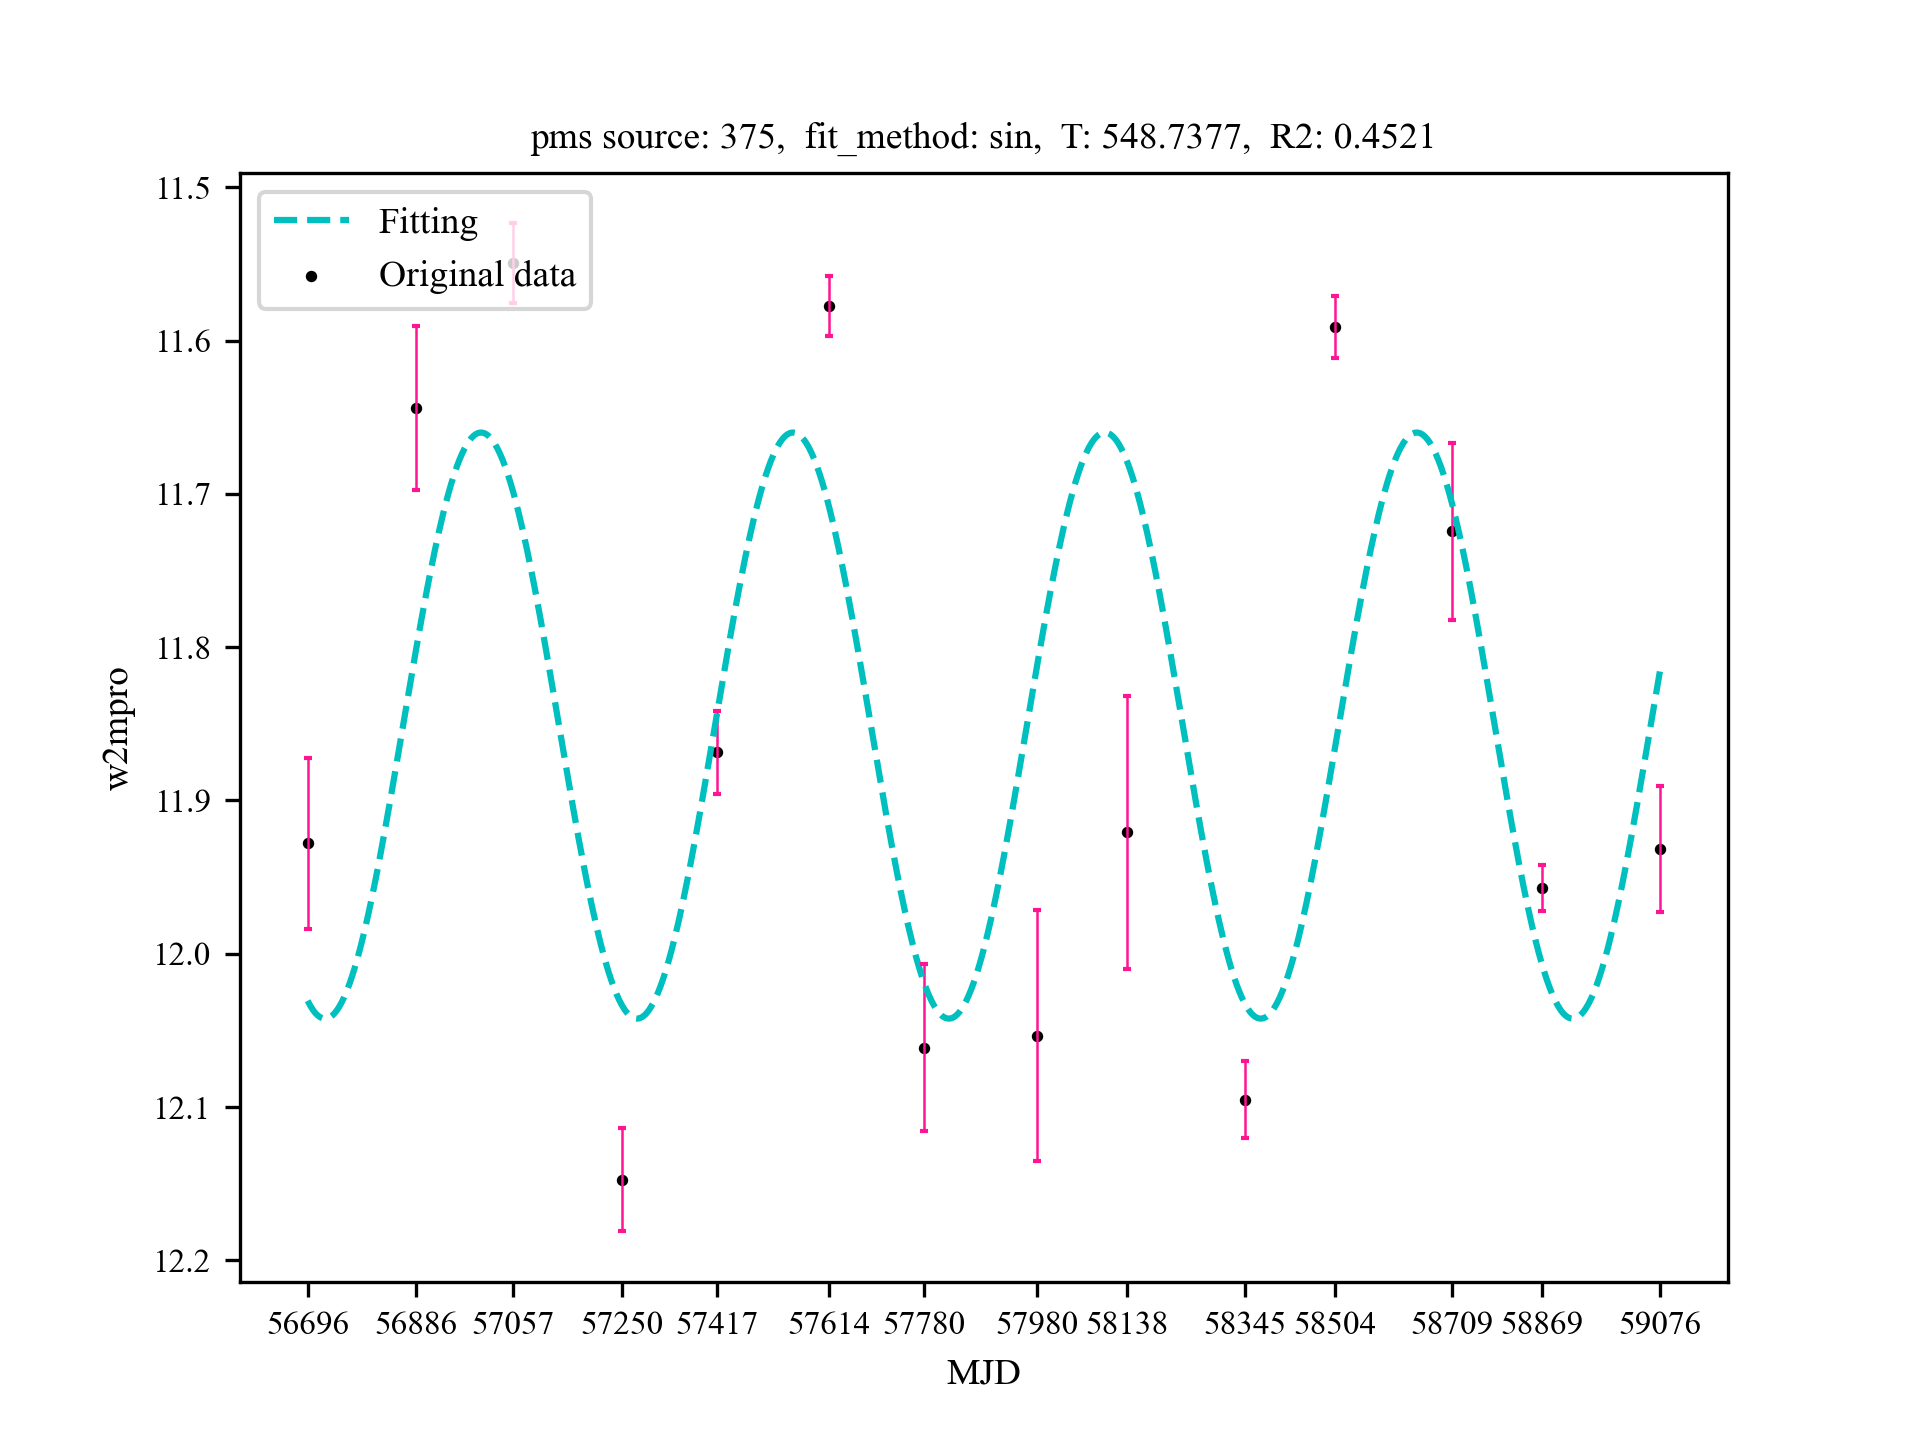 pms source: 375,  fit_method: sin,  T: 548.7377,  R2: 0.4521
Fitting
Original data
11.5
11.6
11.7
11.8
11.9
12.0
12.1
12.2
w2mpro
56696 56886 57057 57250 57417 57614 57780 57980 58138 58345 58504 58709 58869 59076
MJD